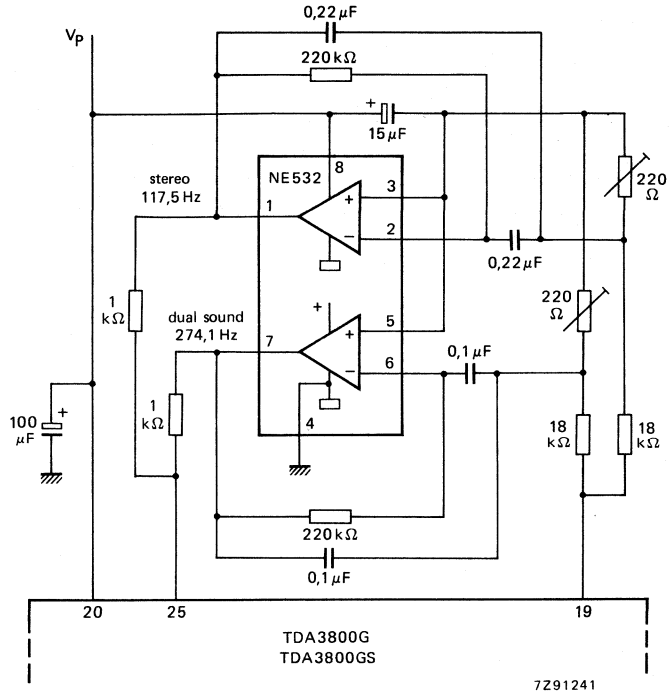 0,22 µF
Vp
220 kΩ
+
15 µF
8
stereo
117,5 Hz
NE532
3
+
220
Ω
1
2
−
0,22 µF
1
kΩ
+
220
Ω
dual sound
274,1 Hz
5
+
7
6
−
0,1 µF
100
µF
+
1
kΩ
4
18
kΩ
18
kΩ
220 kΩ
0,1 µF
20
25
19
TDA3800G
TDA3800GS
7Z91241